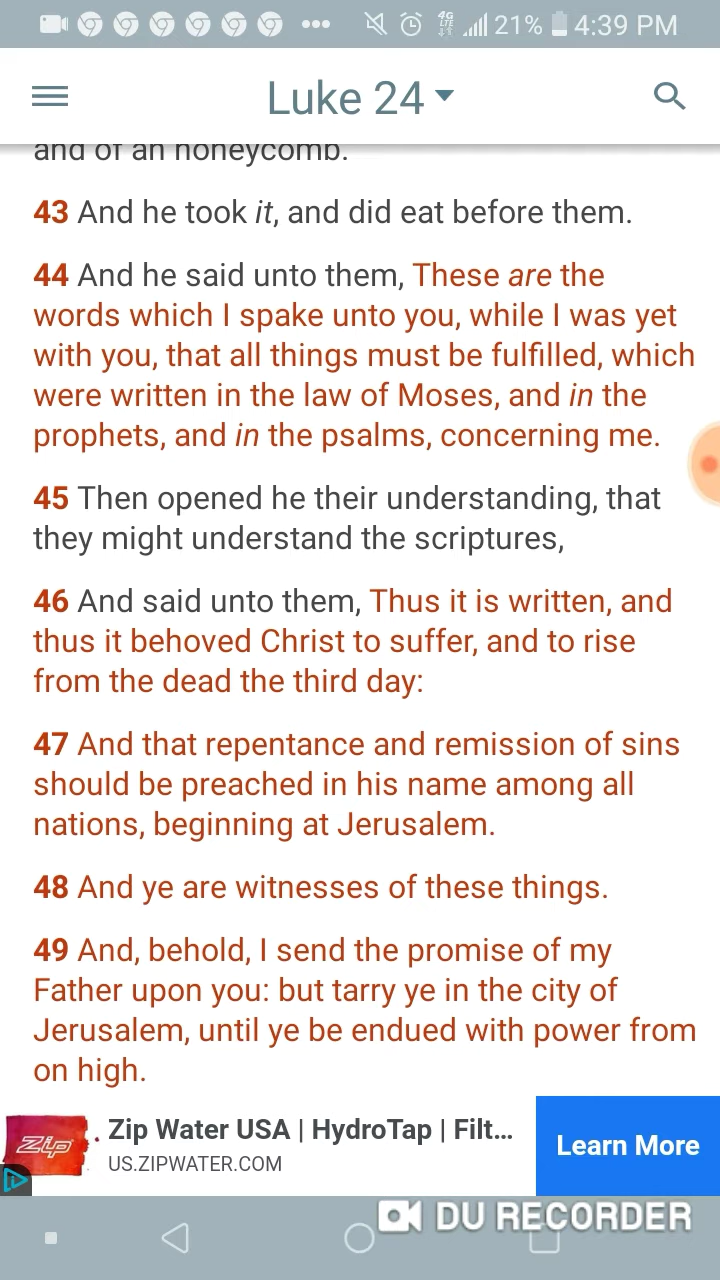 4G
LTE
21%
4:39 PM
Luke 24
and of an honeycomb.
43 And he took it, and did eat before them.
44 And he said unto them, These are the
words which I spake unto you, while I was yet
with you, that all things must be fulfilled, which
were written in the law of Moses, and in the
prophets, and in the psalms, concerning me.
45 Then opened he their understanding, that
they might understand the scriptures,
46 And said unto them, Thus it is written, and
thus it behoved Christ to suffer, and to rise
from the dead the third day:
47 And that repentance and remission of sins
should be preached in his name among all
nations, beginning at Jerusalem.
48 And ye are witnesses of these things.
49 And, behold, I send the promise of my
Father upon you: but tarry ye in the city of
Jerusalem, until ye be endued with power from
on high.
Zip
Zip Water USA | HydroTap | Filt...
US.ZIPWATER.COM
Learn More
DU RECORDER